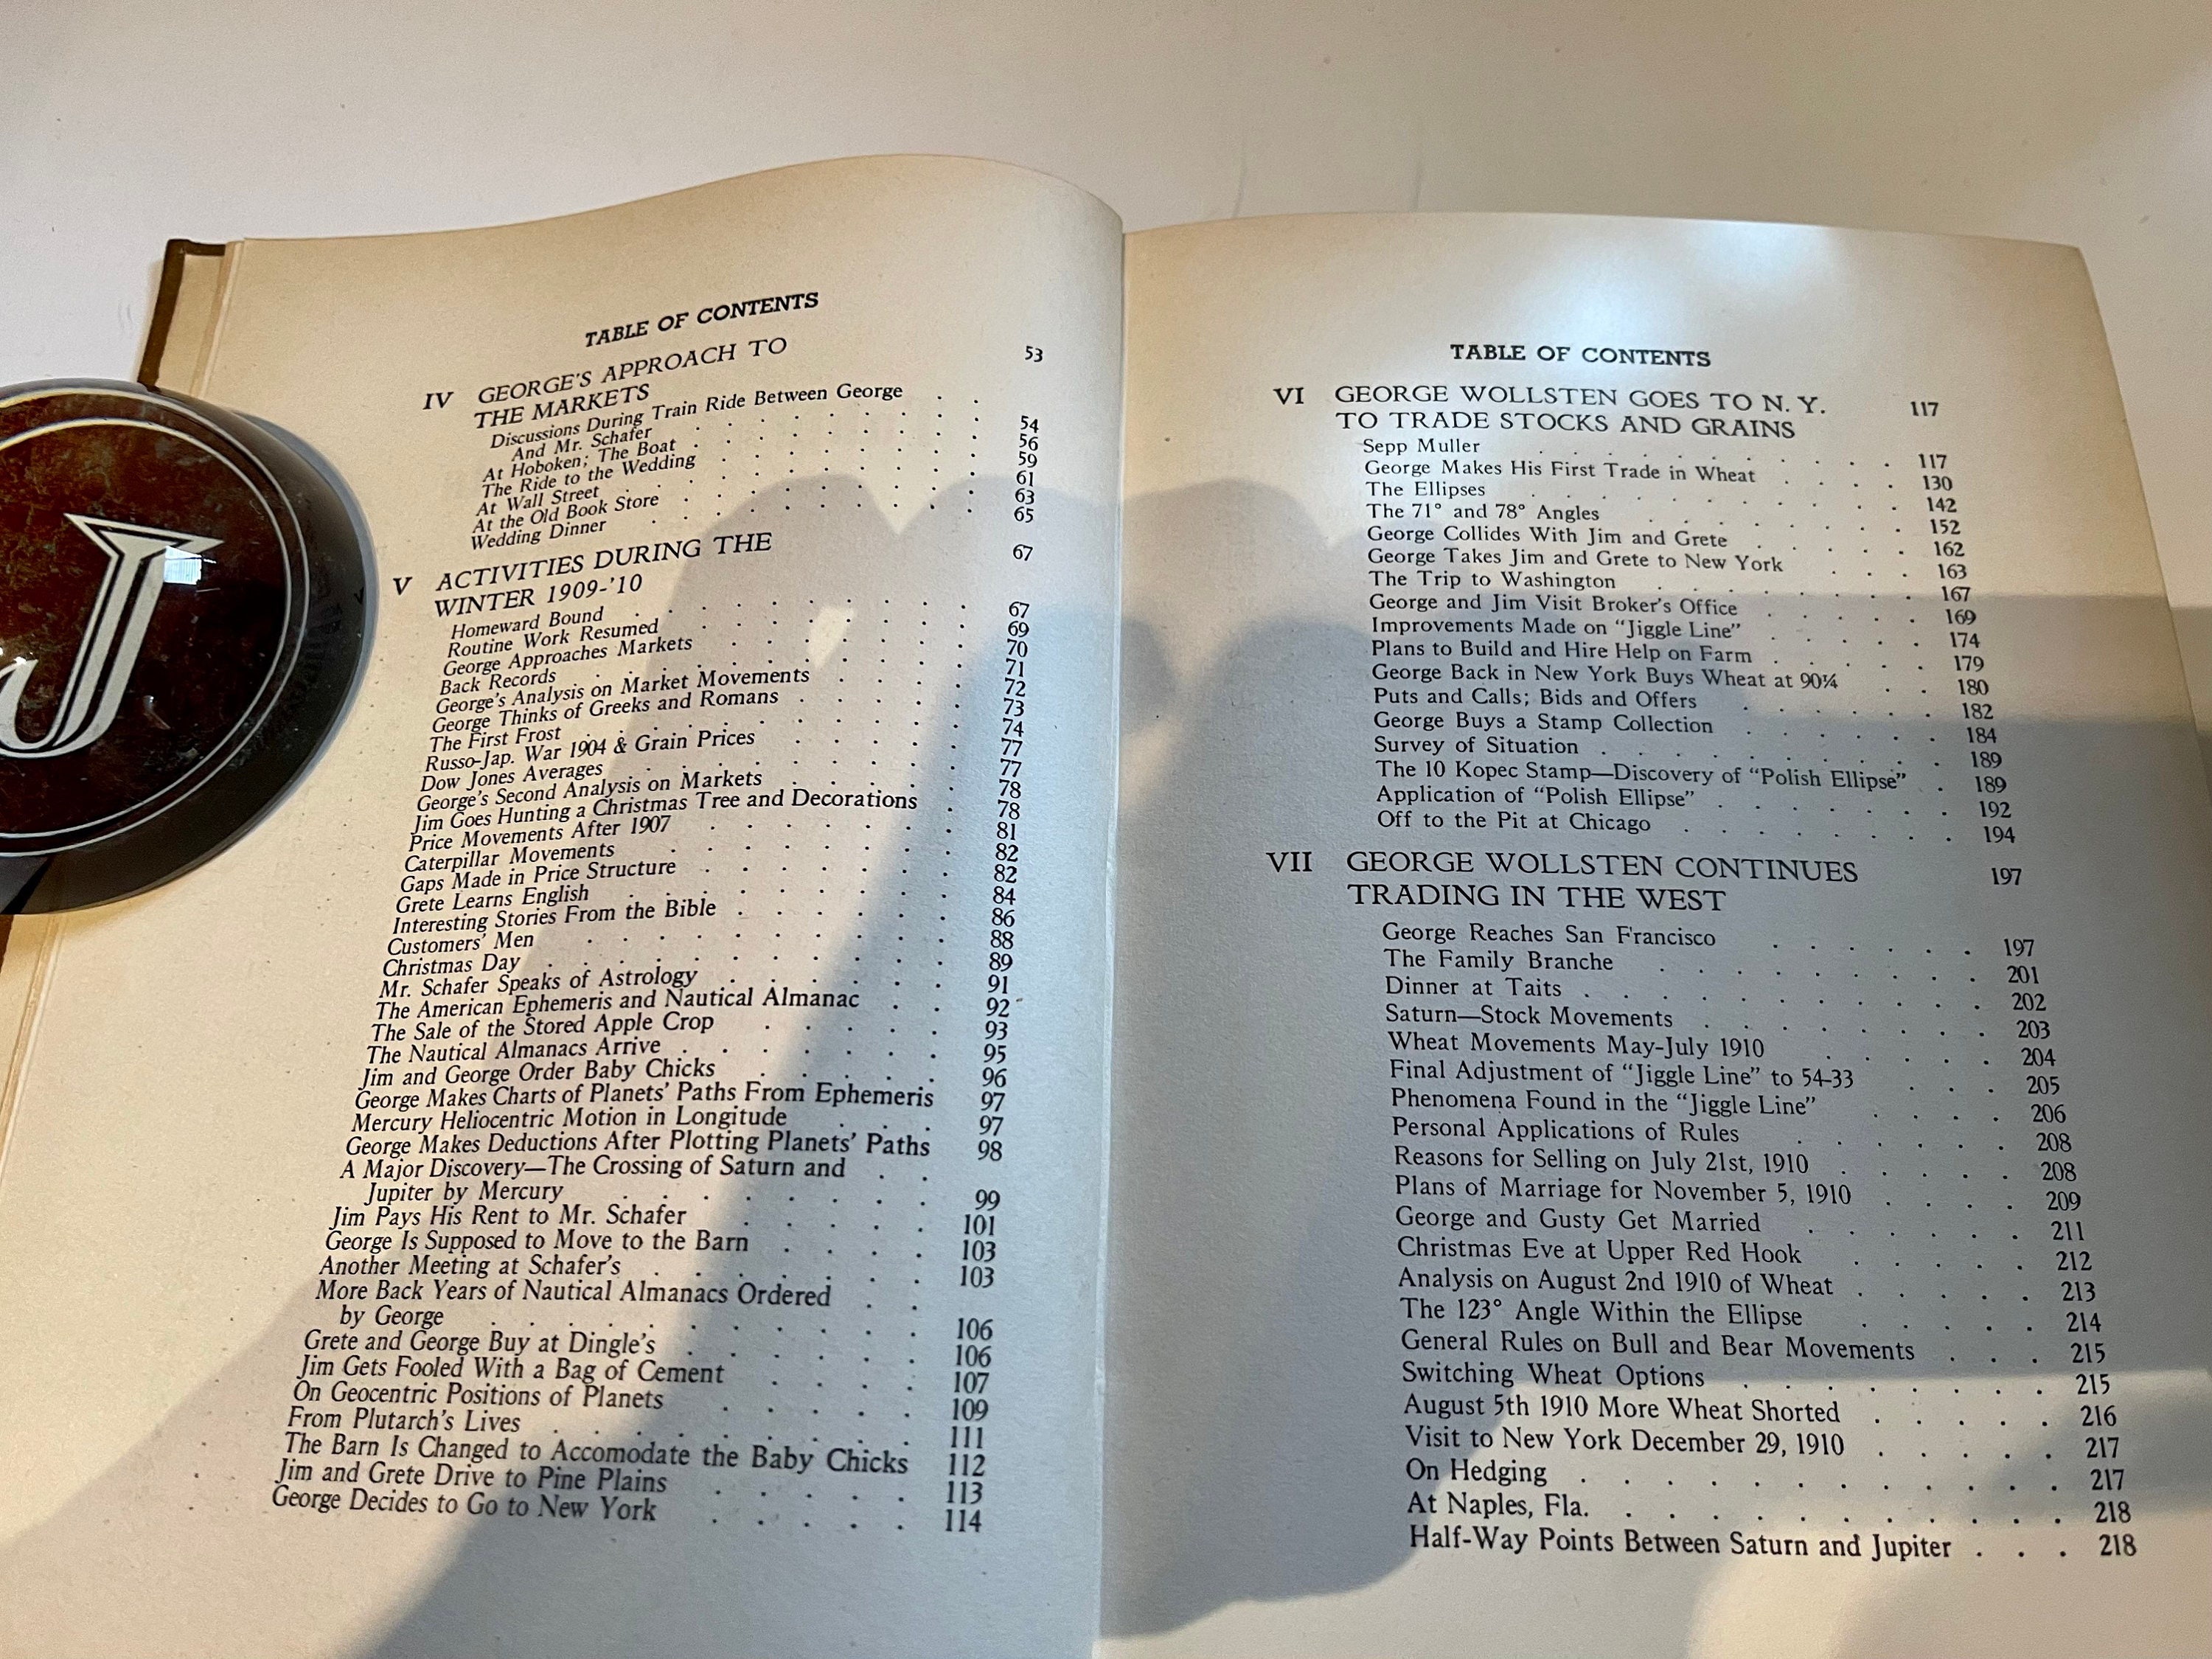 J
TABLE OF CONTENTS
IV GEORGE'S APPROACH TO 53
THE MARKETS
Discussions During Train Ride Between George . .
And Mr. Schafer . . . . . . . . 54
At Hoboken; The Boat . . . . . . . . 56
The Ride to the Wedding . . . . . . . 59
At Wall Street . . . . . . . . . 61
At the Old Book Store . . . . . . . . 63
Wedding Dinner . . . . . . . . . 65
V ACTIVITIES DURING THE 67
WINTER 1909-'10
Homeward Bound . . . . . . . . . 67
Routine Work Resumed . . . . . . . 69
George Approaches Markets . . . . . . . 70
Back Records . . . . . . . . . 71
George's Analysis on Market Movements . . . . 72
George Thinks of Greeks and Romans . . . . 73
The First Frost . . . . . . . . . 74
Russo-Jap. War 1904 & Grain Prices . . . . . 77
Dow Jones Averages . . . . . . . . 77
George's Second Analysis on Markets . . . . . 78
Jim Goes Hunting a Christmas Tree and Decorations 78
Price Movements After 1907 . . . . . . . 81
Caterpillar Movements . . . . . . . 82
Gaps Made in Price Structure . . . . . . 82
Grete Learns English . . . . . . . . 84
Interesting Stories From the Bible . . . . . . 86
Customers' Men . . . . . . . . . 88
Christmas Day . . . . . . . . . 89
Mr. Schafer Speaks of Astrology . . . . . . 91
The American Ephemeris and Nautical Almanac . . 92
The Sale of the Stored Apple Crop . . . . . 93
The Nautical Almanacs Arrive . . . . . . . 95
Jim and George Order Baby Chicks . . . . . 96
George Makes Charts of Planets' Paths From Ephemeris 97
Mercury Heliocentric Motion in Longitude . . . 97
George Makes Deductions After Plotting Planets' Paths 98
A Major Discovery—The Crossing of Saturn and . .
Jupiter by Mercury . . . . . . . . 99
Jim Pays His Rent to Mr. Schafer . . . . . 101
George Is Supposed to Move to the Barn . . . . 103
Another Meeting at Schafer's . . . . . . . 103
More Back Years of Nautical Almanacs Ordered . .
by George . . . . . . . . . . 106
Grete and George Buy at Dingle's . . . . . . 106
Jim Gets Fooled With a Bag of Cement . . . . 107
On Geocentric Positions of Planets . . . . . 109
From Plutarch's Lives . . . . . . . . . 111
The Barn Is Changed to Accomodate the Baby Chicks 112
Jim and Grete Drive to Pine Plains . . . . . 113
George Decides to Go to New York . . . . . 114
TABLE OF CONTENTS
VI GEORGE WOLLSTEN GOES TO N. Y. 117
TO TRADE STOCKS AND GRAINS
Sepp Muller . . . . . . . . . . 117
George Makes His First Trade in Wheat . . . . 130
The Ellipses . . . . . . . . . . 142
The 71° and 78° Angles . . . . . . . . 152
George Collides With Jim and Grete . . . . . 162
George Takes Jim and Grete to New York . . . 163
The Trip to Washington . . . . . . . . 167
George and Jim Visit Broker's Office . . . . . 169
Improvements Made on "Jiggle Line" . . . . . 174
Plans to Build and Hire Help on Farm . . . . . 179
George Back in New York Buys Wheat at 90¼ . . 180
Puts and Calls; Bids and Offers . . . . . . 182
George Buys a Stamp Collection . . . . . . 184
Survey of Situation . . . . . . . . . 189
The 10 Kopec Stamp—Discovery of "Polish Ellipse" . 189
Application of "Polish Ellipse" . . . . . . . 192
Off to the Pit at Chicago . . . . . . . 194
VII GEORGE WOLLSTEN CONTINUES 197
TRADING IN THE WEST
George Reaches San Francisco . . . . . . 197
The Family Branche . . . . . . . . 201
Dinner at Taits . . . . . . . . . . 202
Saturn—Stock Movements . . . . . . . . 203
Wheat Movements May-July 1910 . . . . . 204
Final Adjustment of "Jiggle Line" to 54-33 . . . . 205
Phenomena Found in the "Jiggle Line" . . . . 206
Personal Applications of Rules . . . . . . 208
Reasons for Selling on July 21st, 1910 . . . . . 208
Plans of Marriage for November 5, 1910 . . . . 209
George and Gusty Get Married . . . . . . 211
Christmas Eve at Upper Red Hook . . . . . 212
Analysis on August 2nd 1910 of Wheat . . . . . 213
The 123° Angle Within the Ellipse . . . . . 214
General Rules on Bull and Bear Movements . . . 215
Switching Wheat Options . . . . . . . . 215
August 5th 1910 More Wheat Shorted . . . . . 216
Visit to New York December 29, 1910 . . . . . 217
On Hedging . . . . . . . . . . . 217
At Naples, Fla. . . . . . . . . . . . 218
Half-Way Points Between Saturn and Jupiter . . . 218